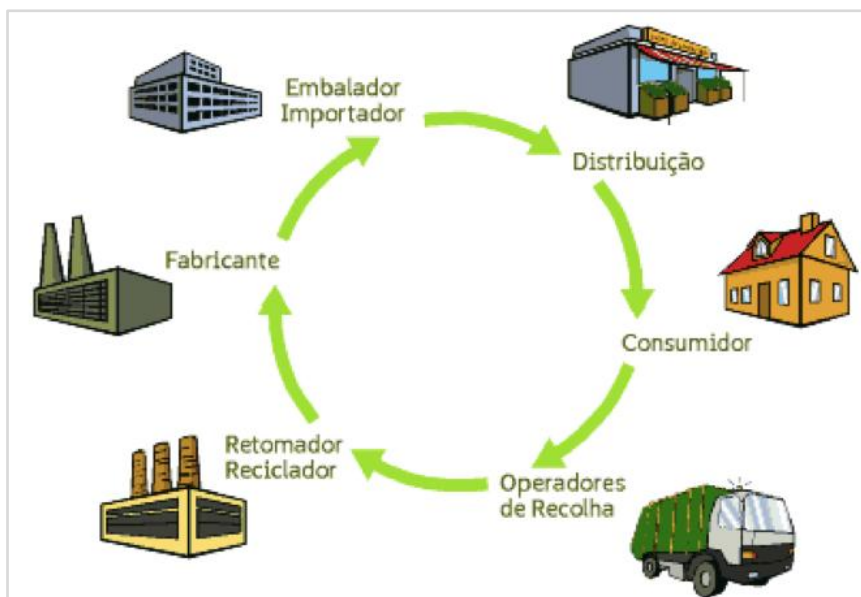 Embalador
Importador
Distribuição
Fabricante
Consumidor
Retomador
Reciclador
Operadores
de Recolha